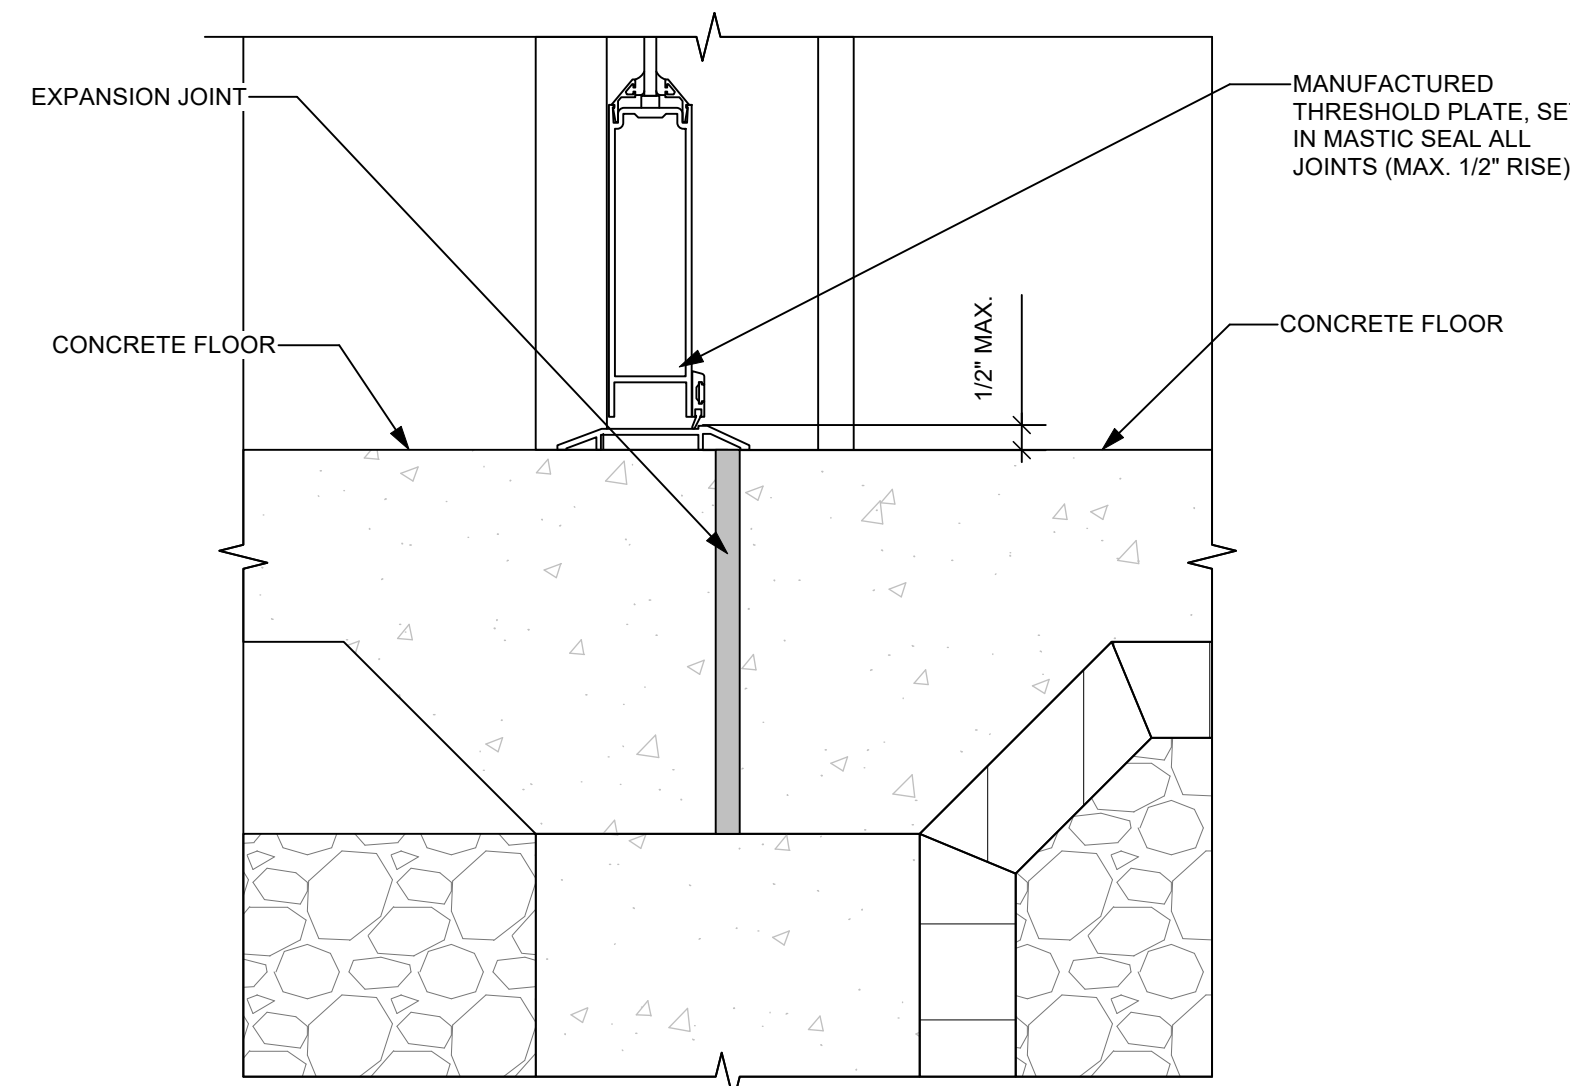 EXPANSION JOINT
MANUFACTURED
THRESHOLD PLATE, SE
IN MASTIC SEAL ALL
JOINTS (MAX. 1/2" RISE)
CONCRETE FLOOR
1/2" MAX.
CONCRETE FLOOR